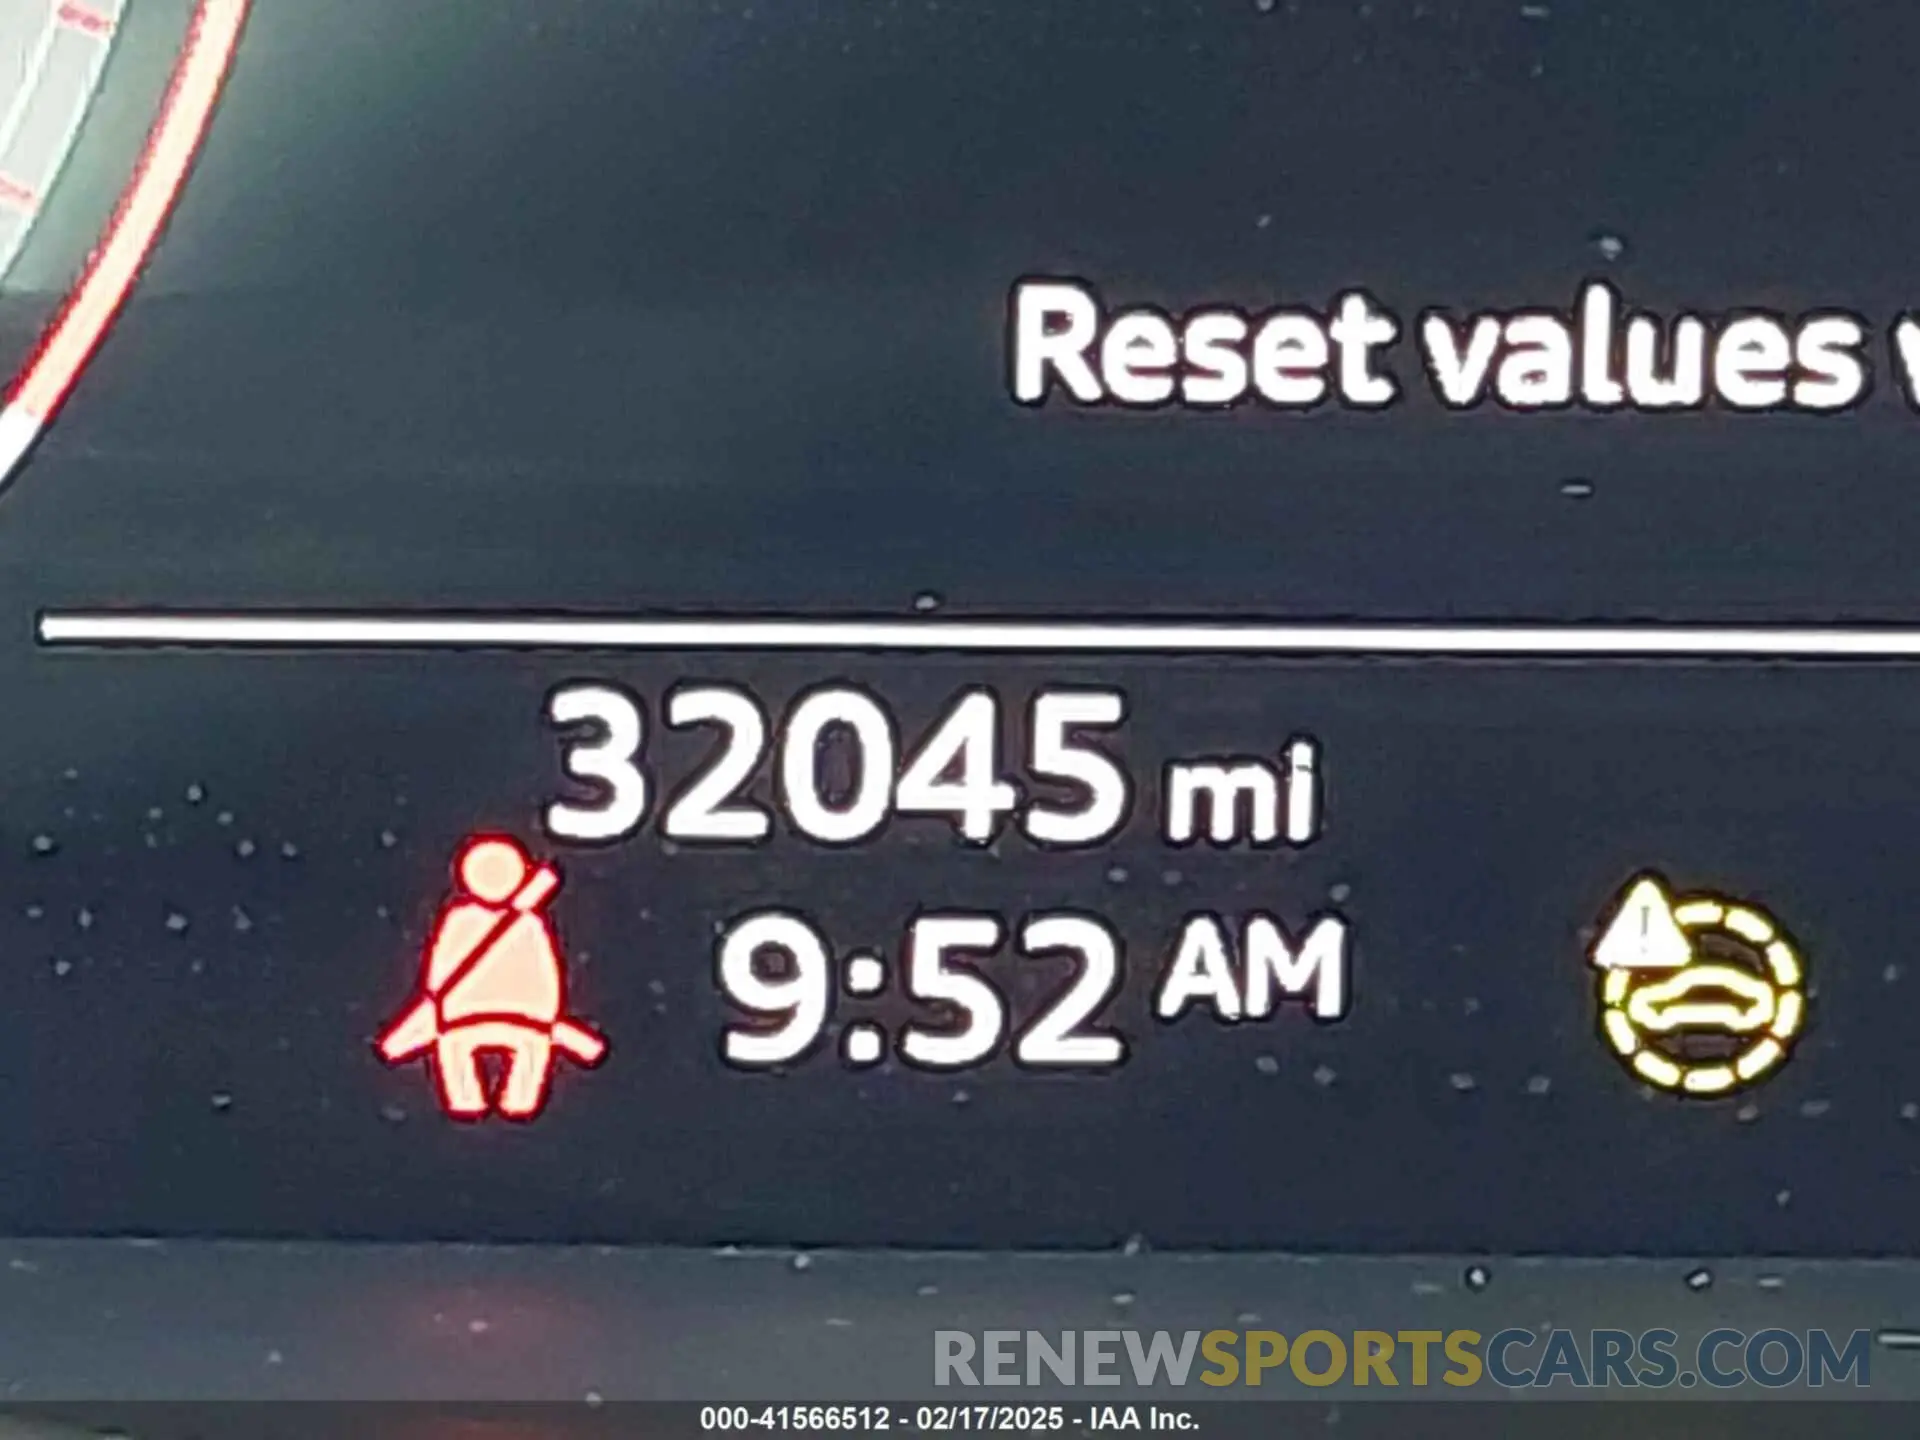 Reset values
32045 mi
9:52 AM
RENEWSPORTSCARS.COM
000-41566512 - 02/17/2025 - IAA Inc.